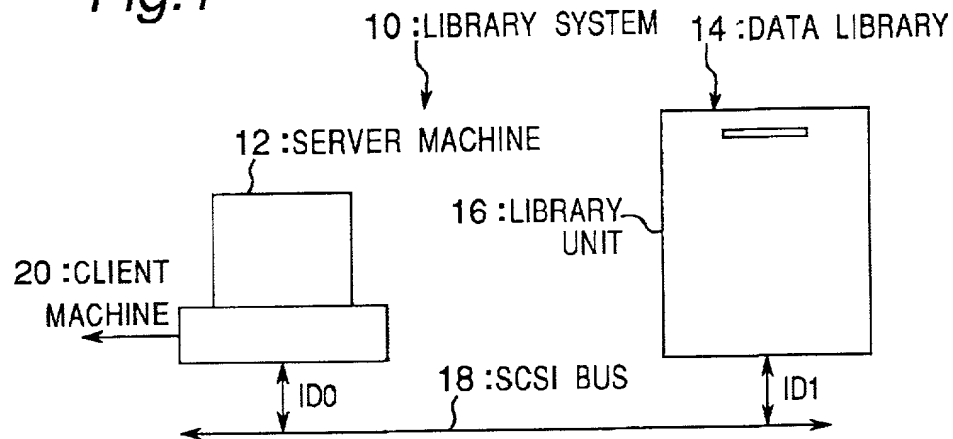 Fig.1
10 :LIBRARY SYSTEM
14 :DATA LIBRARY
12 :SERVER MACHINE
16 :LIBRARY
UNIT
20 :CLIENT
MACHINE
ID0
18 :SCSI BUS
ID1